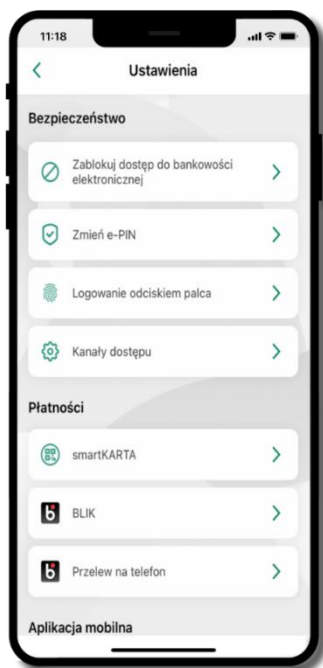 11:18
Ustawienia
Bezpieczeństwo
Zablokuj dostęp do bankowości
elektronicznej
Zmień e-PIN
Logowanie odciskiem palca
Kanały dostępu
Płatności
smartKARTA
BLIK
Przelew na telefon
Aplikacja mobilna